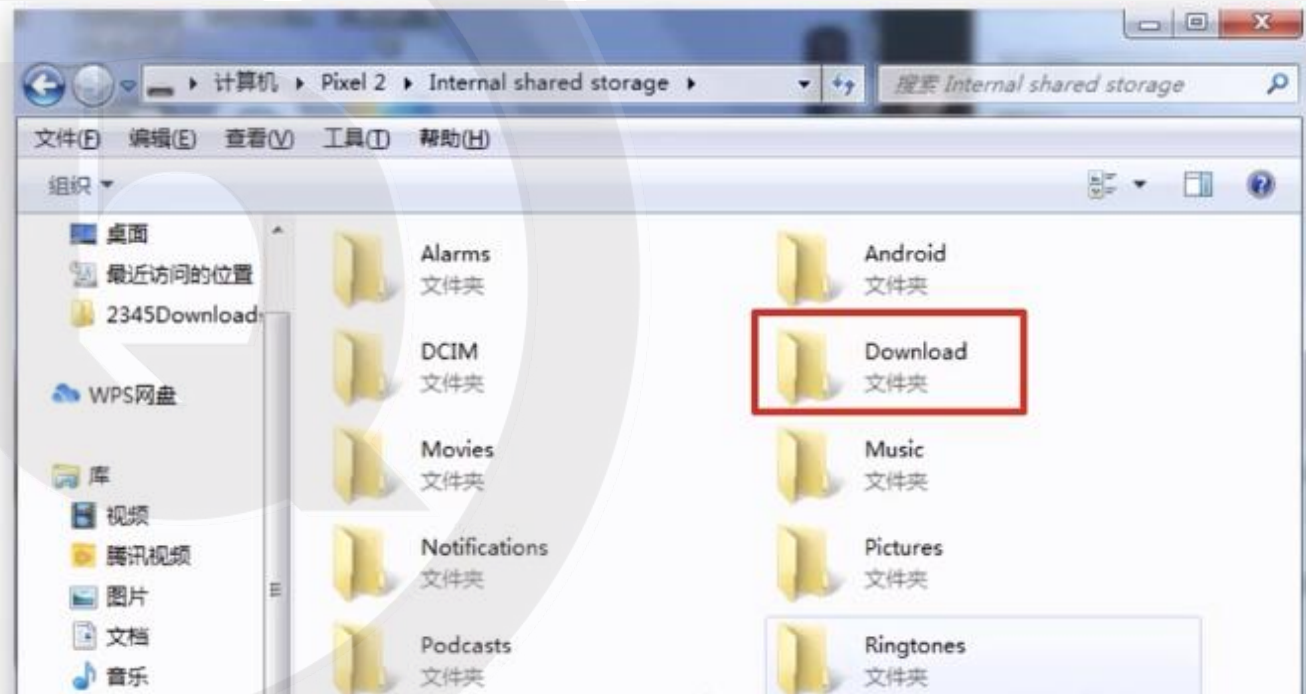 计算机 Pixel 2 Internal shared storage 搜索 Internal shared storage
文件(F) 编辑(E) 查看(V) 工具(T) 帮助(H)
组织
桌面
最近访问的位置
2345Downloads
WPS网盘
库
视频
腾讯视频
图片
文档
音乐
Alarms
文件夹
Android
文件夹
DCIM
文件夹
Download
文件夹
Movies
文件夹
Music
文件夹
Notifications
文件夹
Pictures
文件夹
Podcasts
文件夹
Ringtones
文件夹